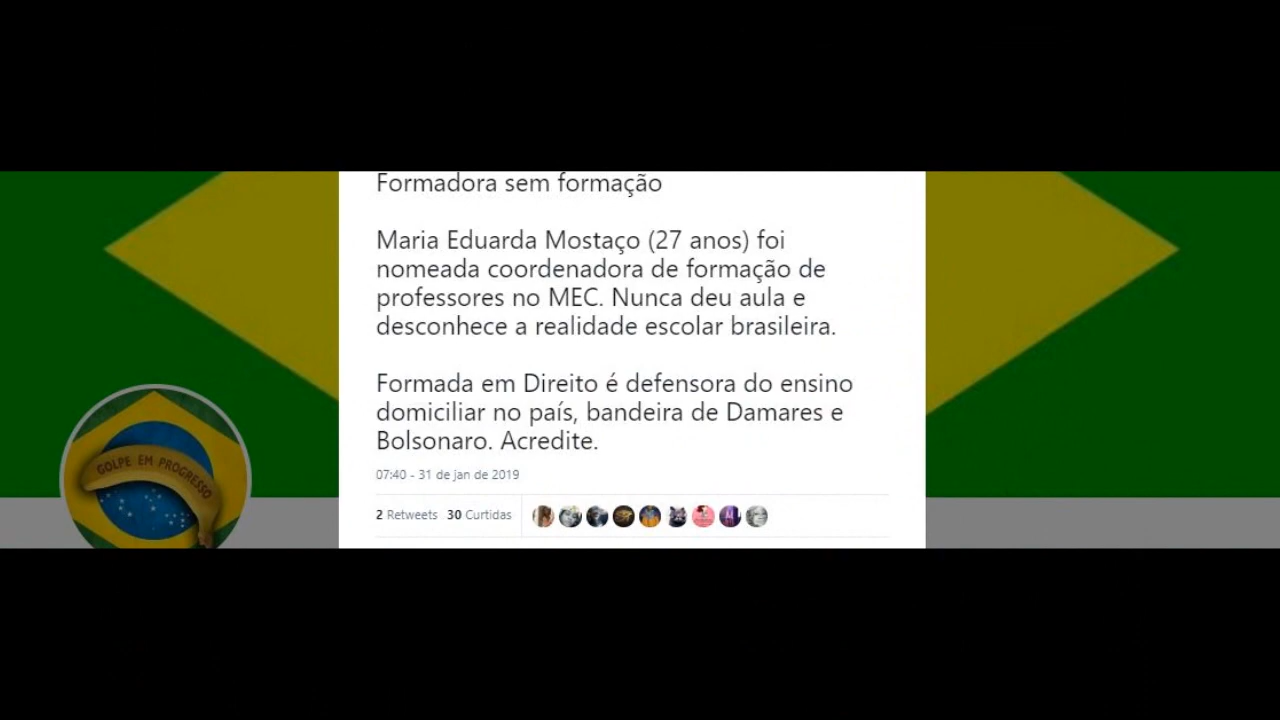 Formadora sem formação
Maria Eduarda Mostaço (27 anos) foi
nomeada coordenadora de formação de
professores no MEC. Nunca deu aula e
desconhece a realidade escolar brasileira.
Formada em Direito é defensora do ensino
domiciliar no país, bandeira de Damares e
Bolsonaro. Acredite.
07:40 - 31 de jan de 2019
2 Retweets 30 Curtidas
GOLPE EM PROGRESSO